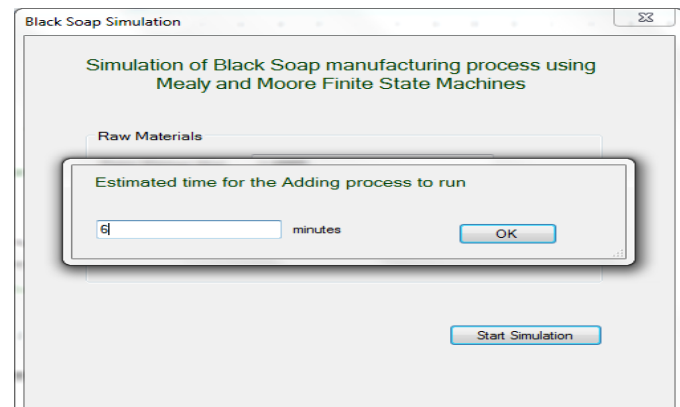 Black Soap Simulation
Simulation of Black Soap manufacturing process using
Mealy and Moore Finite State Machines
Raw Materials
Estimated time for the Adding process to run
6
minutes
OK
Start Simulation